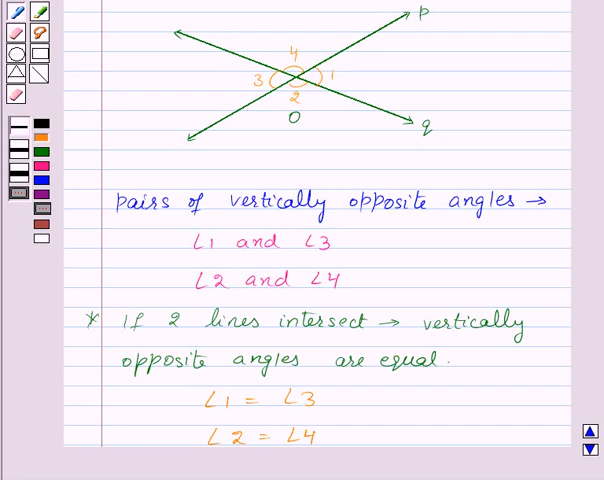 p
4
3 1
2
O
q
pairs of vertically opposite angles →
∠1 and ∠3
∠2 and ∠4
* If 2 lines intersect → vertically
opposite angles are equal.
∠1 = ∠3
∠2 = ∠4